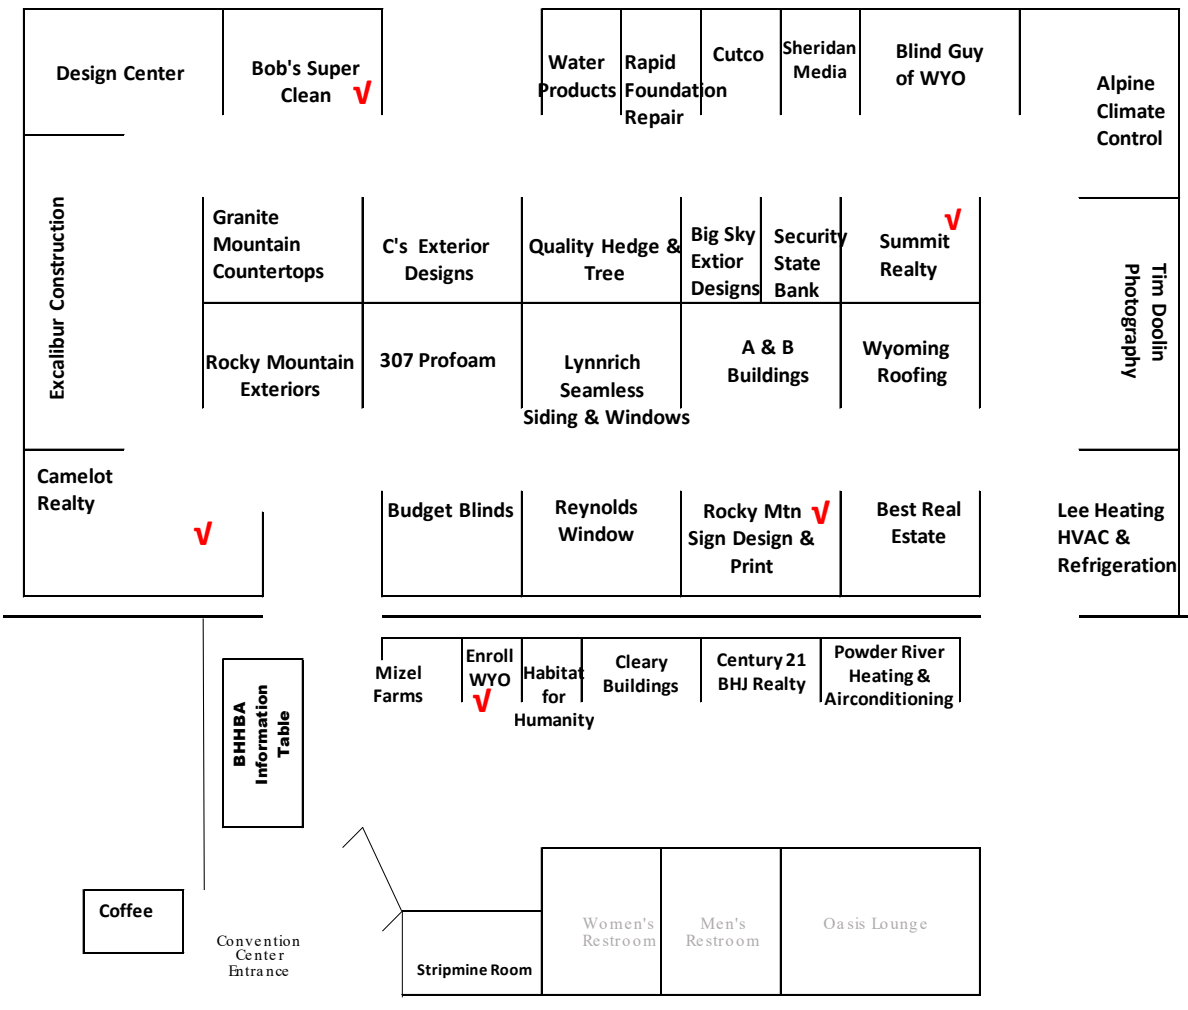 Design Center
Bob's Super
Clean √
Water
Products
Rapid
Foundation
Repair
Cutco
Sheridan
Media
Blind Guy
of WYO
Alpine
Climate
Control
Excalibur Construction
Granite
Mountain
Countertops
C's Exterior
Designs
Quality Hedge &
Tree
Big Sky
Extior
Designs
Security
State
Bank
√
Summit
Realty
Tim Doolin
Photography
Rocky Mountain
Exteriors
307 Profoam
Lynnrich
Seamless
Siding & Windows
A & B
Buildings
Wyoming
Roofing
Camelot
Realty
√
Budget Blinds
Reynolds
Window
Rocky Mtn √
Sign Design &
Print
Best Real
Estate
Lee Heating
HVAC &
Refrigeration
Mizel
Farms
Enroll
WYO
√
Habitat
for
Humanity
Cleary
Buildings
Century 21
BHJ Realty
Powder River
Heating &
Airconditioning
BHHBA
Information
Table
Coffee
Convention
Center
Entrance
Stripmine Room
Women's
Restroom
Men's
Restroom
Oasis Lounge